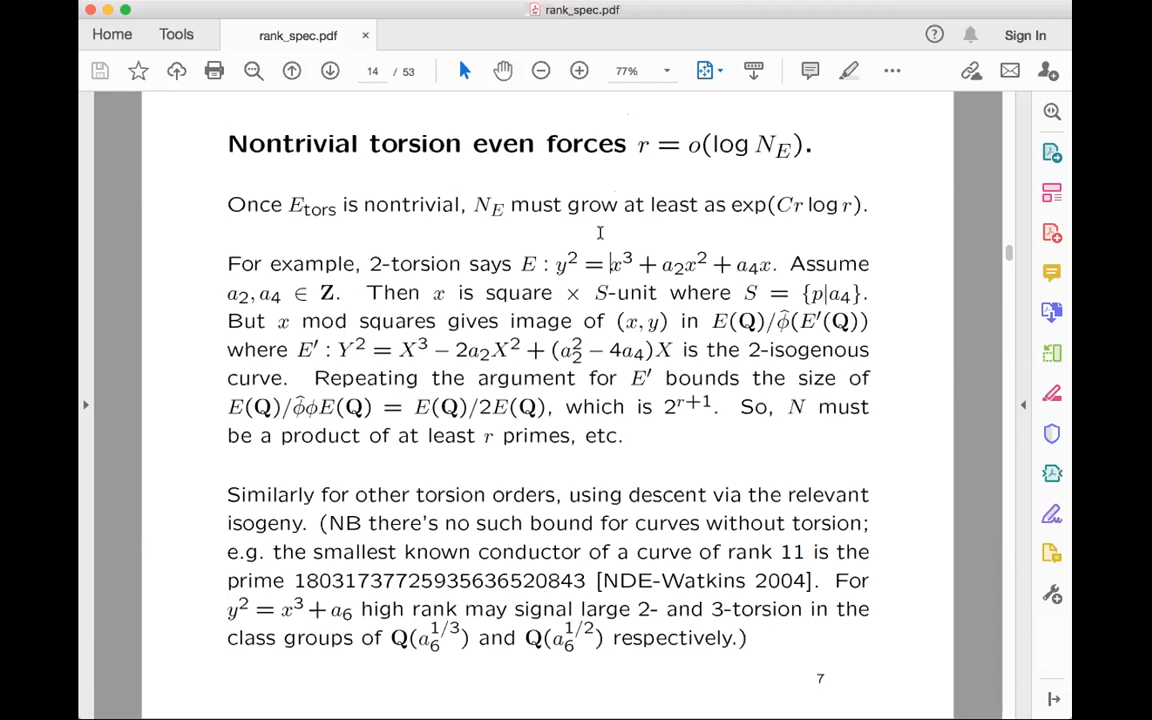 rank_spec.pdf
Home Tools rank_spec.pdf × Sign In
14 / 53 77%
Nontrivial torsion even forces r = o(log N_E).
Once E_tors is nontrivial, N_E must grow at least as exp(Cr log r).
For example, 2-torsion says E : y² = x³ + a₂x² + a₄x. Assume
a₂, a₄ ∈ Z. Then x is square × S-unit where S = {p|a₄}.
But x mod squares gives image of (x, y) in E(Q)/φ̂(E′(Q))
where E′ : Y² = X³ − 2a₂X² + (a₂² − 4a₄)X is the 2-isogenous
curve. Repeating the argument for E′ bounds the size of
E(Q)/φ̂φE(Q) = E(Q)/2E(Q), which is 2^{r+1}. So, N must
be a product of at least r primes, etc.
Similarly for other torsion orders, using descent via the relevant
isogeny. (NB there's no such bound for curves without torsion;
e.g. the smallest known conductor of a curve of rank 11 is the
prime 18031737725935636520843 [NDE-Watkins 2004]. For
y² = x³ + a₆ high rank may signal large 2- and 3-torsion in the
class groups of Q(a₆^{1/3}) and Q(a₆^{1/2}) respectively.)
7